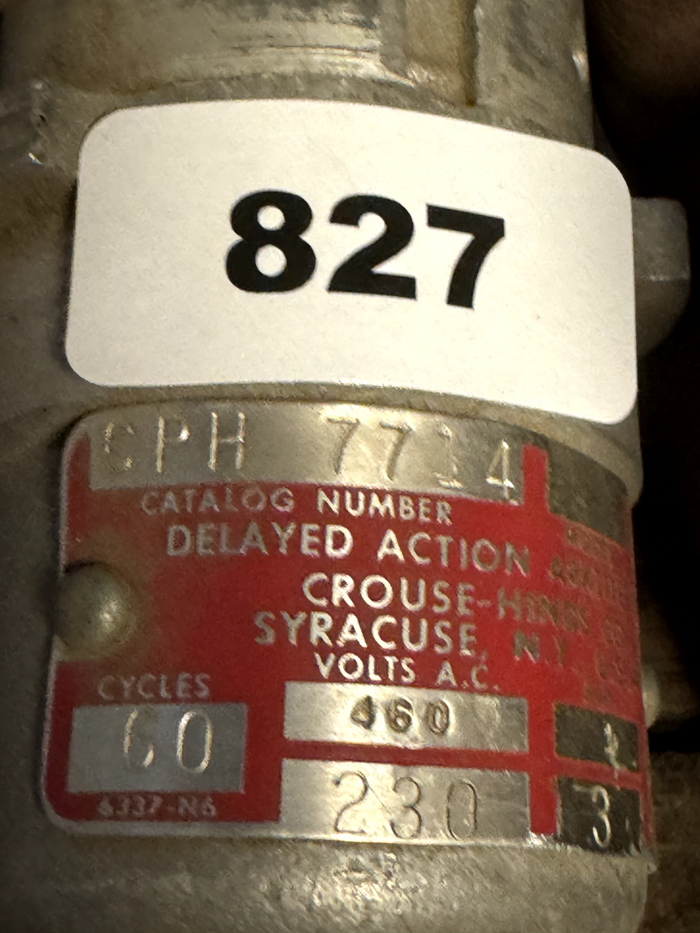 827
CPH 7714
CATALOG NUMBER
DELAYED ACTION
CROUSE-HINDS
SYRACUSE, N.Y.
VOLTS A.C.
CYCLES
460
60
230 3
6337-N6